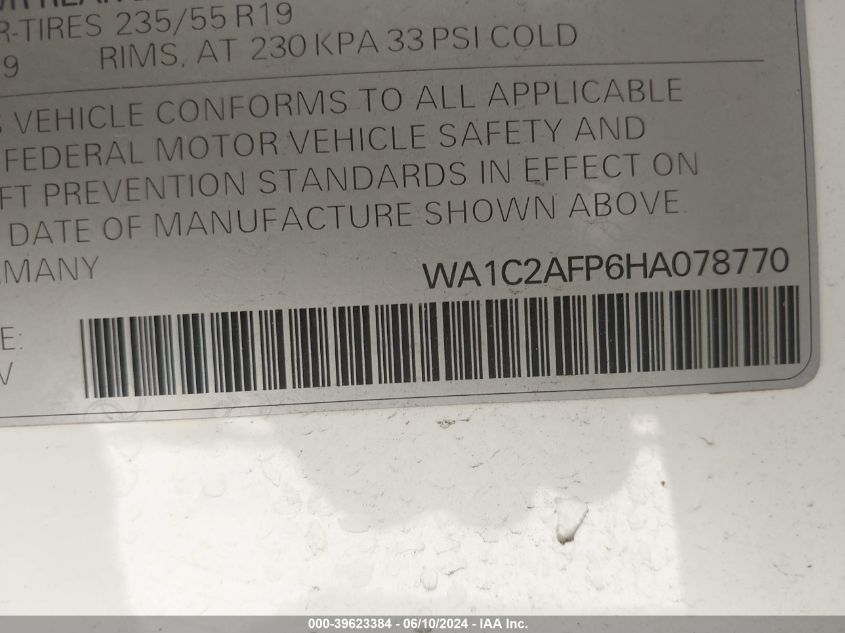 R-TIRES 235/55 R19
9 RIMS, AT 230 KPA 33 PSI COLD
VEHICLE CONFORMS TO ALL APPLICABLE
FEDERAL MOTOR VEHICLE SAFETY AND
FT PREVENTION STANDARDS IN EFFECT ON
DATE OF MANUFACTURE SHOWN ABOVE.
MANY WA1C2AFP6HA078770
E:
V
000-39623384 - 06/10/2024 - IAA Inc.